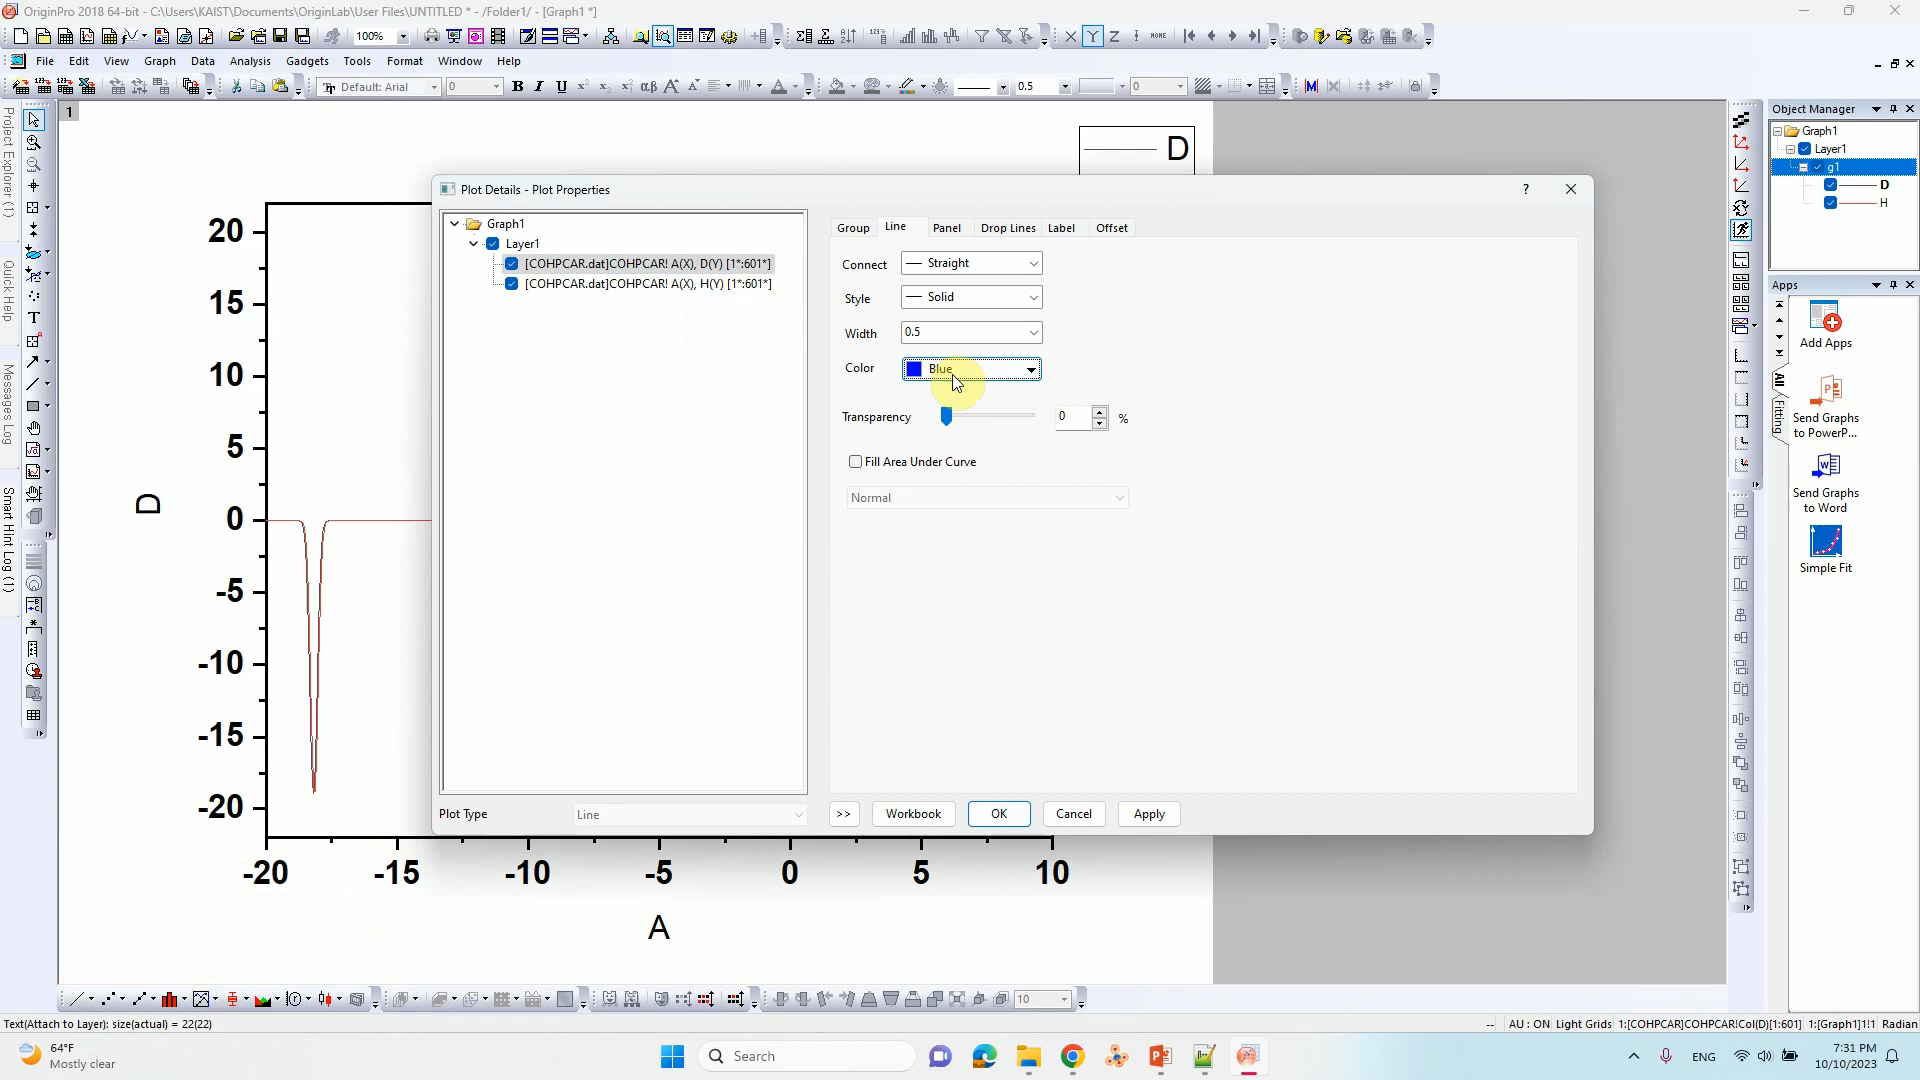 OriginPro 2018 64-bit - C:\Users\KAIST\Documents\OriginLab\User Files\UNTITLED * - /Folder1/ - [Graph1 *]
100%
HOME
File Edit View Graph Data Analysis Gadgets Tools Format Window Help
Default: Arial 0 B I U αβ A 0.5 0
Project Explorer (1)
Quick Help
Messages Log
Smart Hint Log (1)
1
D
20
15
10
5
0
-5
-10
-15
-20
D
-20 -15 -10 -5 0 5 10
A
Plot Details - Plot Properties
Graph1
Layer1
[COHPCAR.dat]COHPCAR! A(X), D(Y) [1*:601*]
[COHPCAR.dat]COHPCAR! A(X), H(Y) [1*:601*]
Group Line Panel Drop Lines Label Offset
Connect Straight
Style Solid
Width 0.5
Color Blue
Transparency 0 %
Fill Area Under Curve
Normal
Plot Type Line
>> Workbook OK Cancel Apply
Object Manager
Graph1
Layer1
g1
D
H
Apps
All
Fitting
Add Apps
Send Graphs
to PowerP...
Send Graphs
to Word
Simple Fit
10
Text(Attach to Layer): size(actual) = 22(22)
-- AU : ON Light Grids 1:[COHPCAR]COHPCAR!Col(D)[1:601] 1:[Graph1]1!1 Radian
64°F
Mostly clear
Search
ENG
7:31 PM
10/10/2023